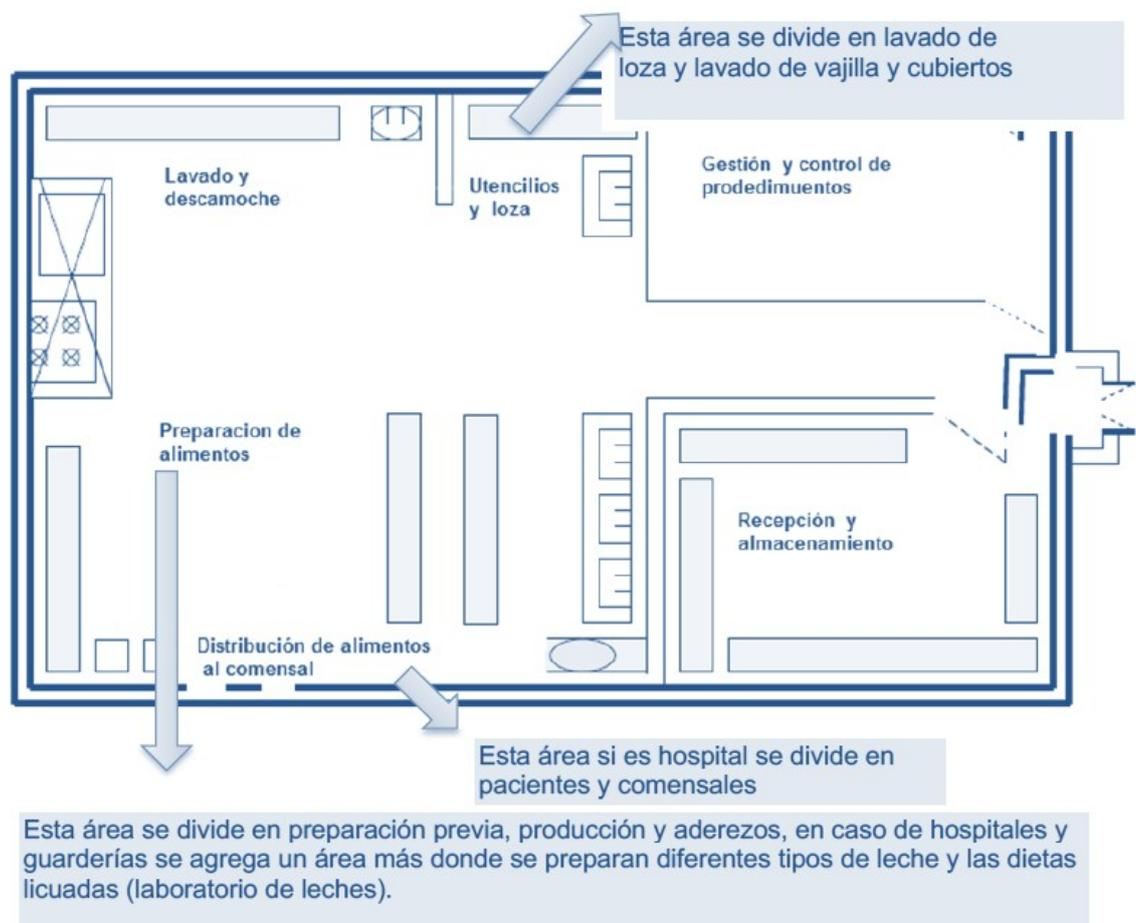 Esta área se divide en lavado de
loza y lavado de vajilla y cubiertos
Lavado y
descamoche
Utencilios
y loza
Gestión y control de
prodedimuentos
Preparacion de
alimentos
Recepción y
almacenamiento
Distribución de alimentos
al comensal
Esta área si es hospital se divide en
pacientes y comensales
Esta área se divide en preparación previa, producción y aderezos, en caso de hospitales y
guarderías se agrega un área más donde se preparan diferentes tipos de leche y las dietas
licuadas (laboratorio de leches).